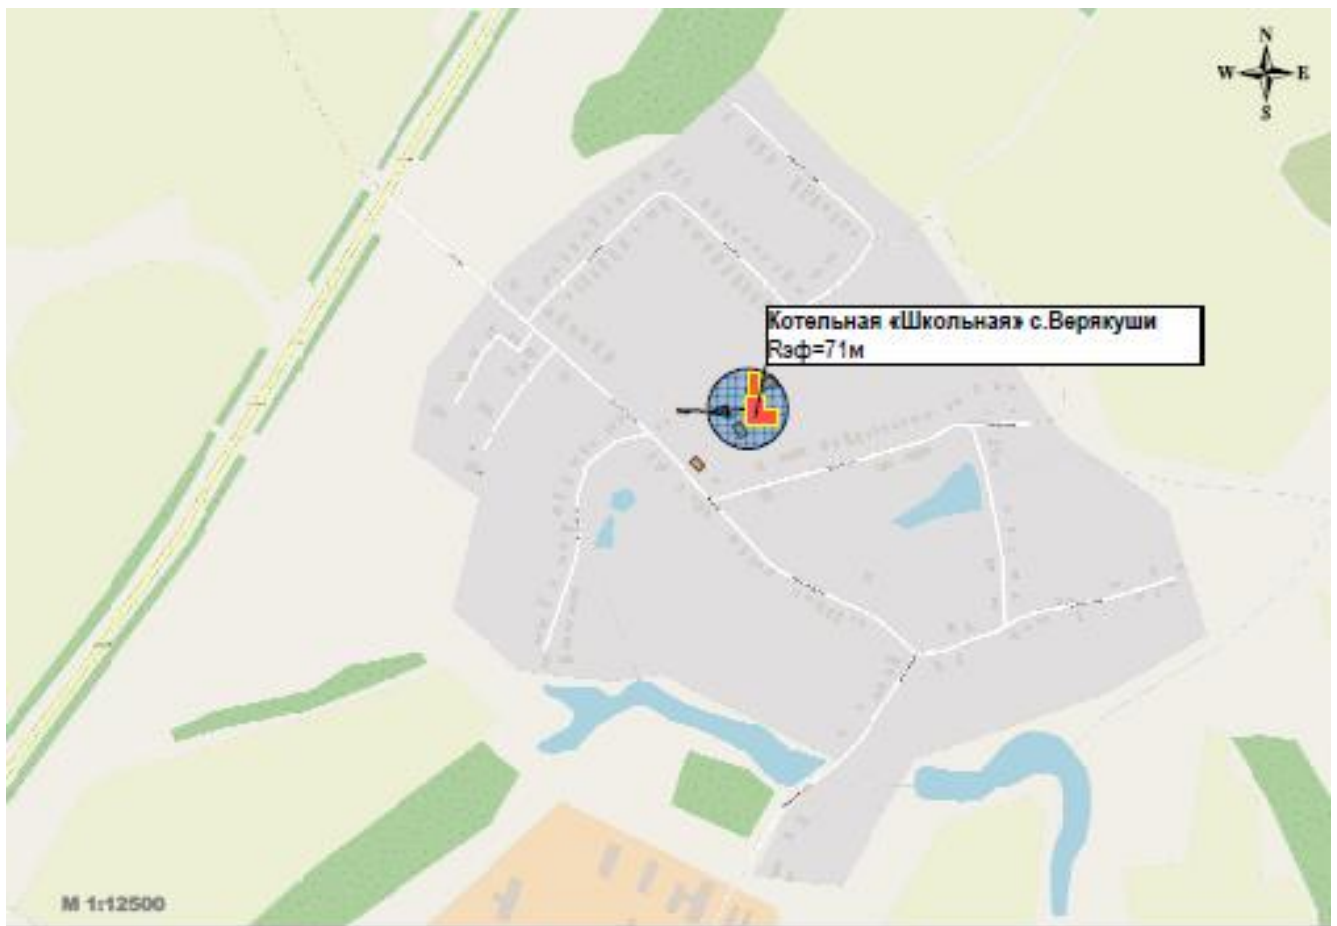 N
W E
S
Котельная «Школьная» с.Верякуши
Rэф=71м
М 1:12500